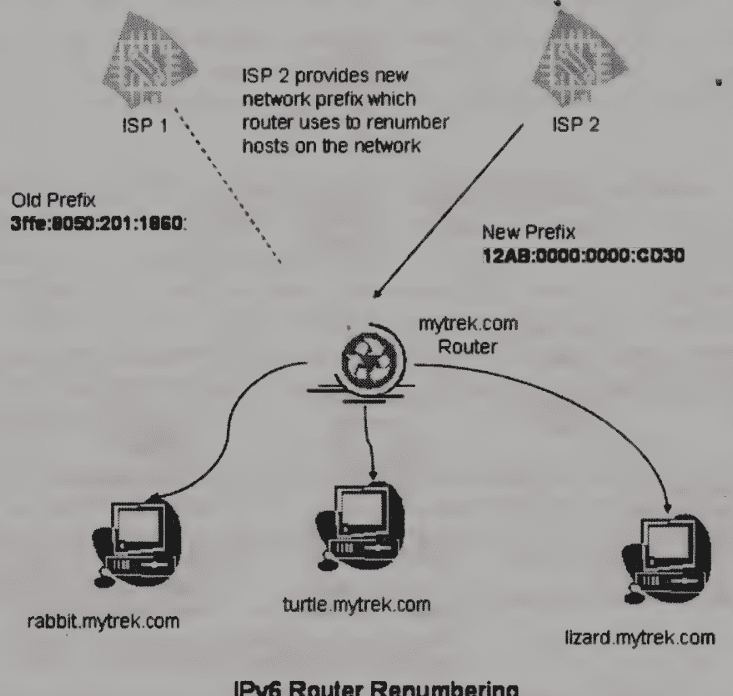 ISP 1
ISP 2 provides new
network prefix which
router uses to renumber
hosts on the network
ISP 2
Old Prefix
3ffe:8050:201:1860:
New Prefix
12AB:0000:0000:CD30
mytrek.com
Router
rabbit.mytrek.com
turtle.mytrek.com
lizard.mytrek.com
IPv6 Router Renumbering